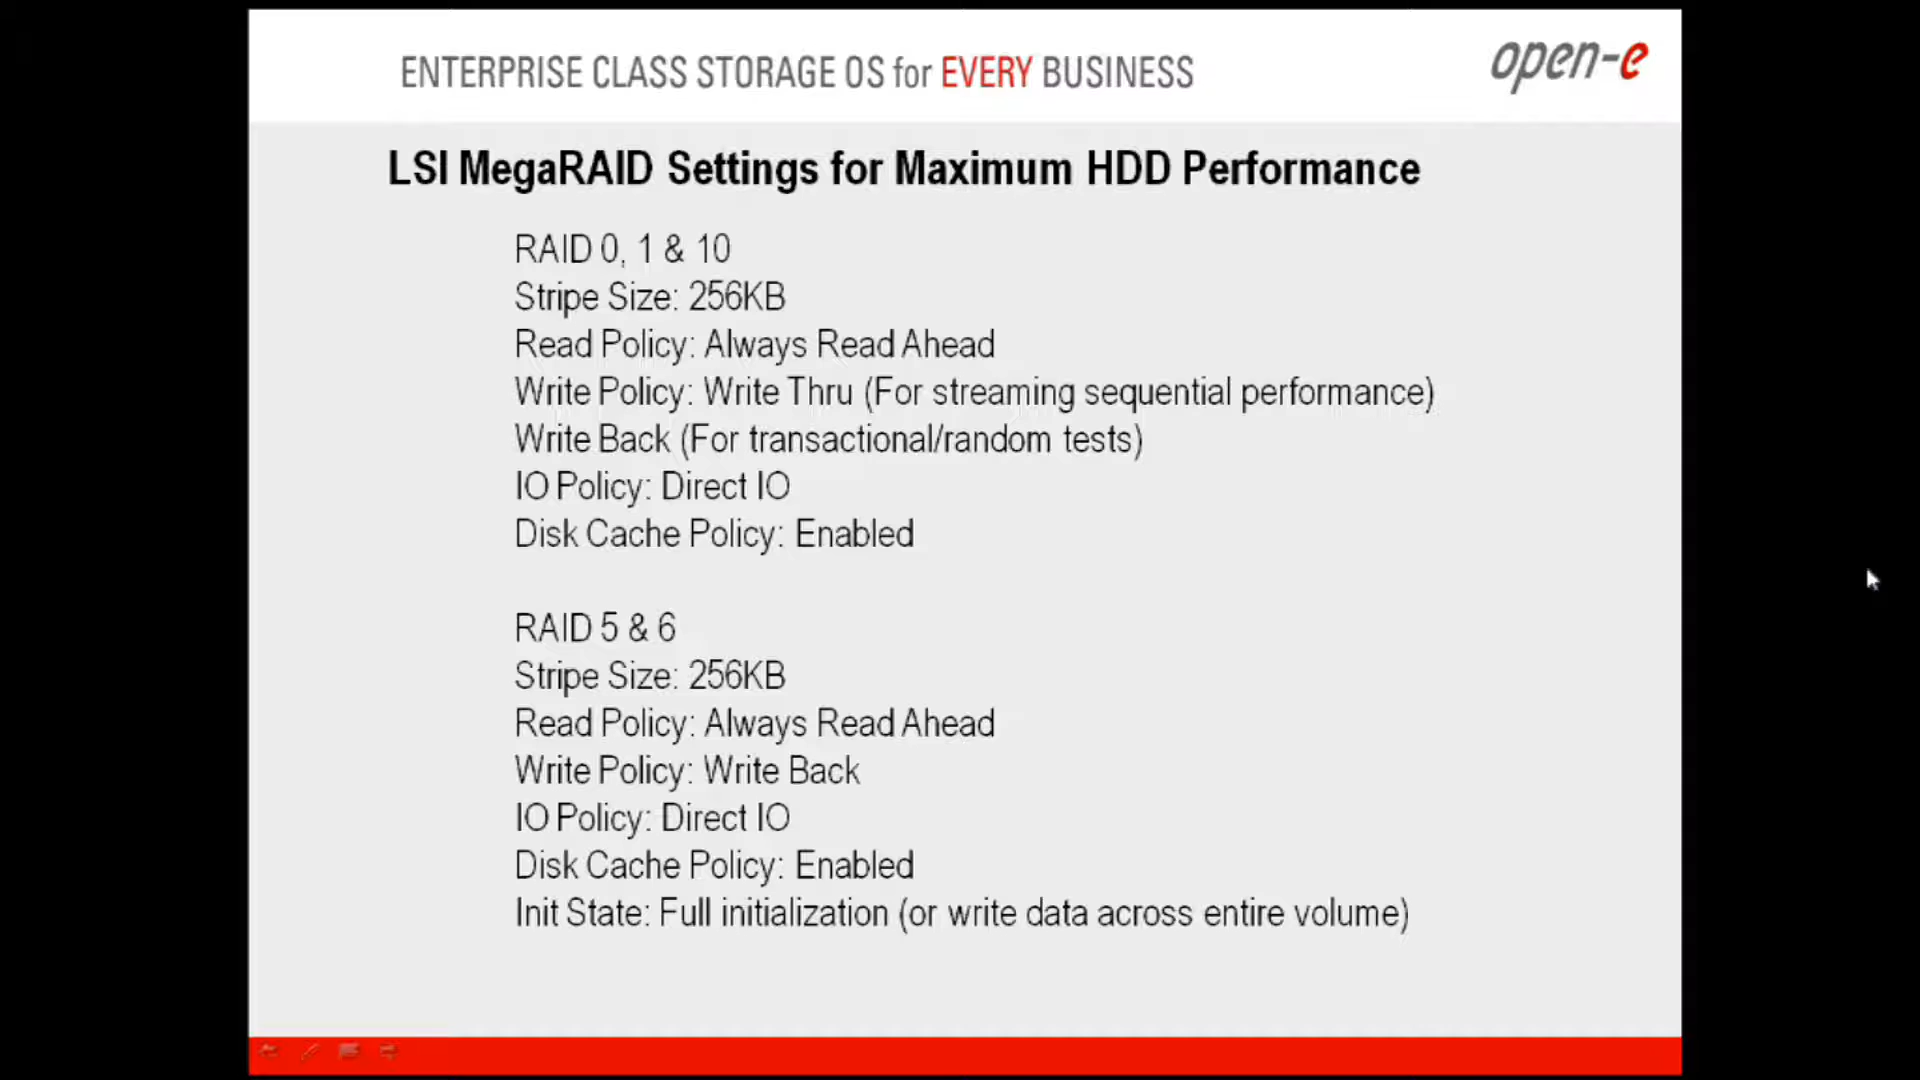 ENTERPRISE CLASS STORAGE OS for EVERY BUSINESS
open-e
LSI MegaRAID Settings for Maximum HDD Performance
RAID 0, 1 & 10
Stripe Size: 256KB
Read Policy: Always Read Ahead
Write Policy: Write Thru (For streaming sequential performance)
Write Back (For transactional/random tests)
IO Policy: Direct IO
Disk Cache Policy: Enabled
RAID 5 & 6
Stripe Size: 256KB
Read Policy: Always Read Ahead
Write Policy: Write Back
IO Policy: Direct IO
Disk Cache Policy: Enabled
Init State: Full initialization (or write data across entire volume)